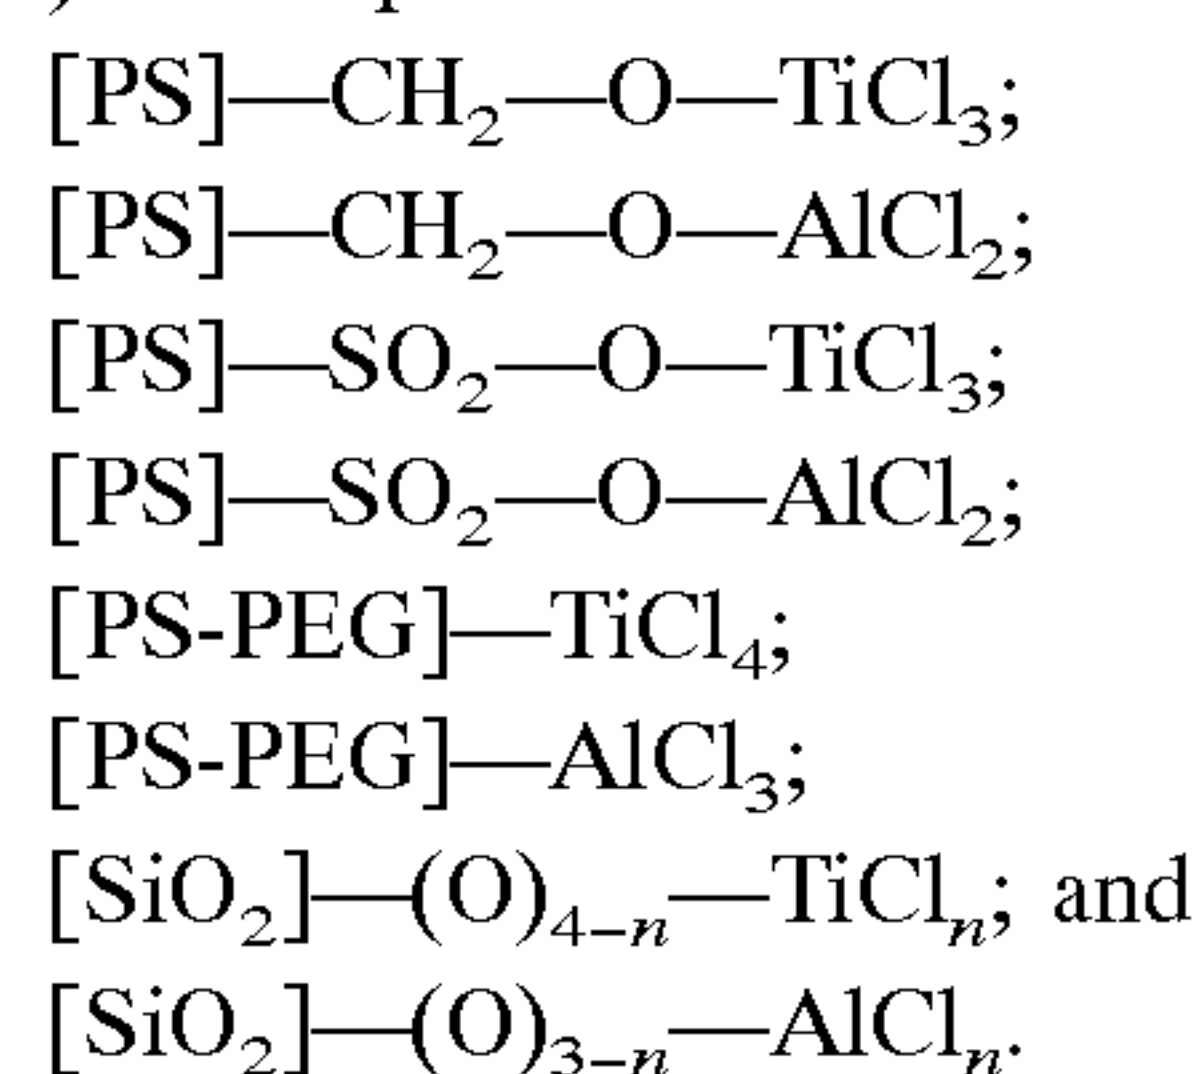 [PS]—CH₂—O—TiCl₃;
[PS]—CH₂—O—AlCl₂;
[PS]—SO₂—O—TiCl₃;
[PS]—SO₂—O—AlCl₂;
[PS-PEG]—TiCl₄;
[PS-PEG]—AlCl₃;
[SiO₂]—(O)₄₋ₙ—TiClₙ; and
[SiO₂]—(O)₃₋ₙ—AlClₙ.